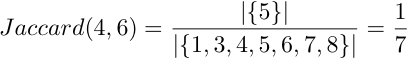 Jaccard(4, 6) = |{5}| / |{1, 3, 4, 5, 6, 7, 8}| = 1/7